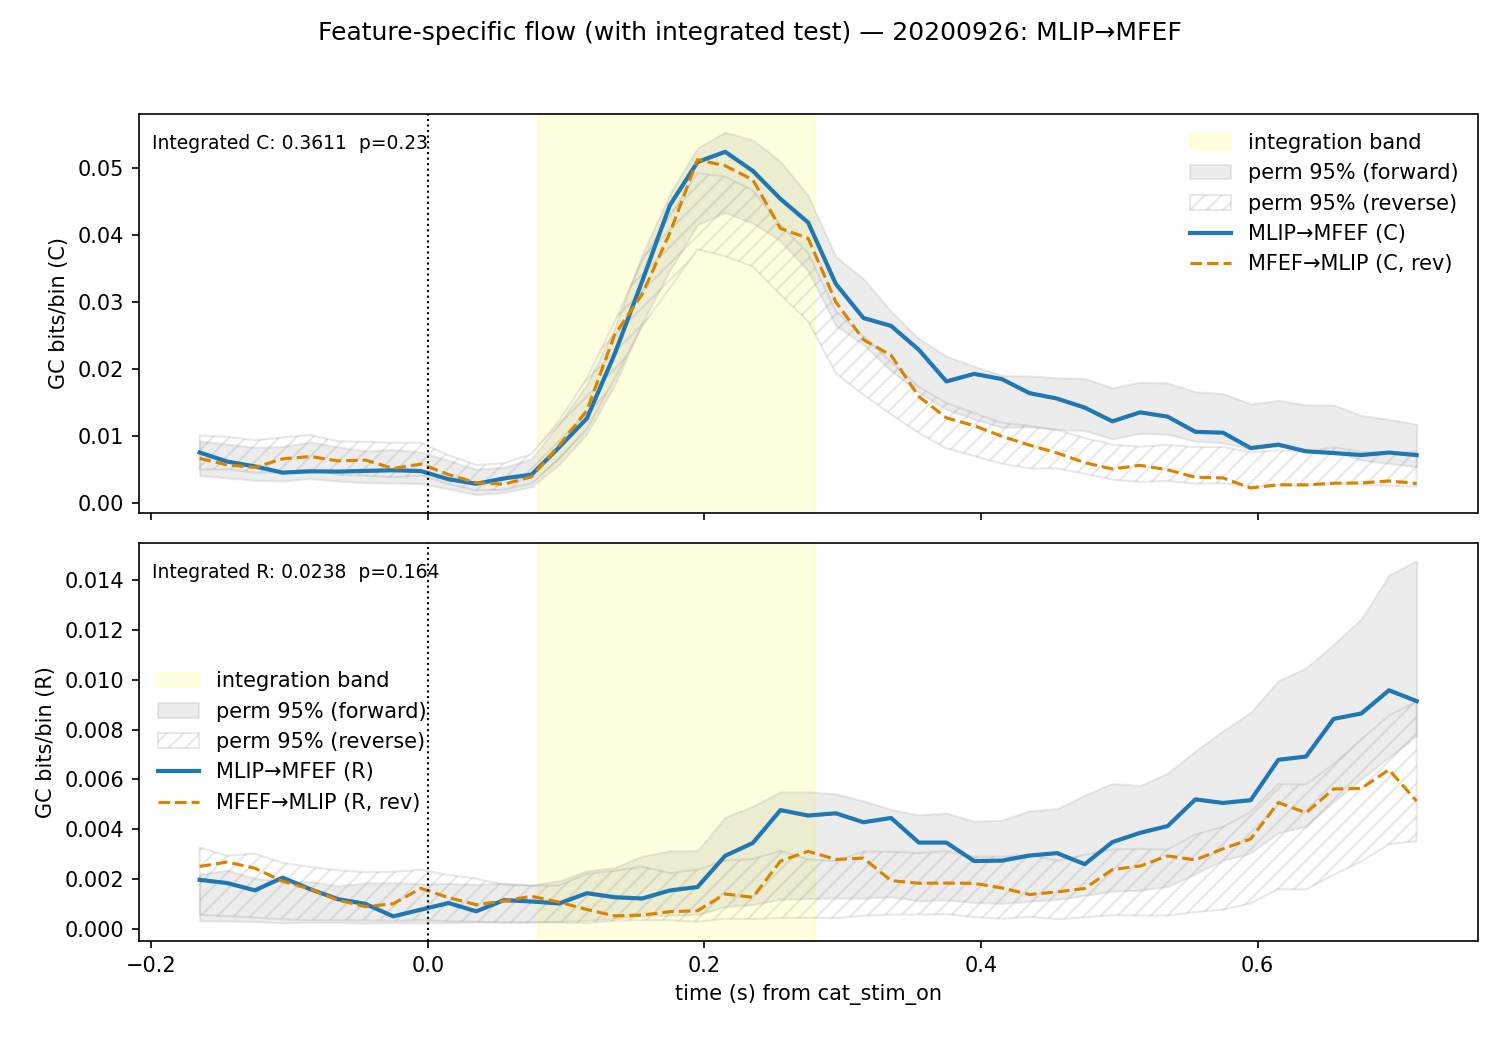 Feature-specific flow (with integrated test) — 20200926: MLIP→MFEF
Integrated C: 0.3611  p=0.23
integration band
perm 95% (forward)
perm 95% (reverse)
MLIP→MFEF (C)
MFEF→MLIP (C, rev)
GC bits/bin (C)
0.05
0.04
0.03
0.02
0.01
0.00
Integrated R: 0.0238  p=0.164
integration band
perm 95% (forward)
perm 95% (reverse)
MLIP→MFEF (R)
MFEF→MLIP (R, rev)
GC bits/bin (R)
0.014
0.012
0.010
0.008
0.006
0.004
0.002
0.000
−0.2 0.0 0.2 0.4 0.6
time (s) from cat_stim_on